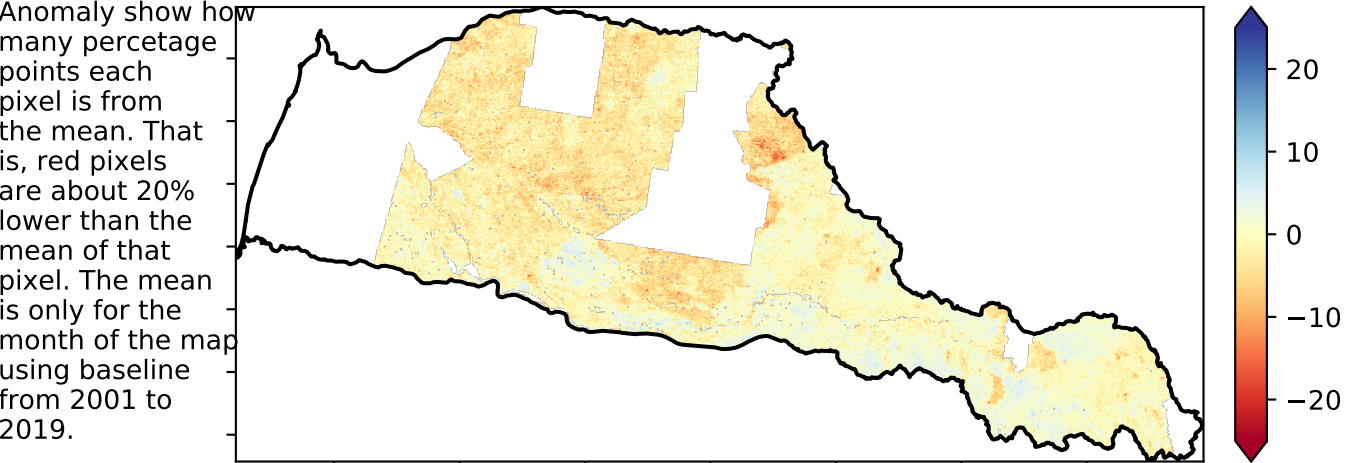 Anomaly show how
many percetage
points each
pixel is from
the mean. That
is, red pixels
are about 20%
lower than the
mean of that
pixel. The mean
is only for the
month of the map
using baseline
from 2001 to
2019.
20
10
0
−10
−20